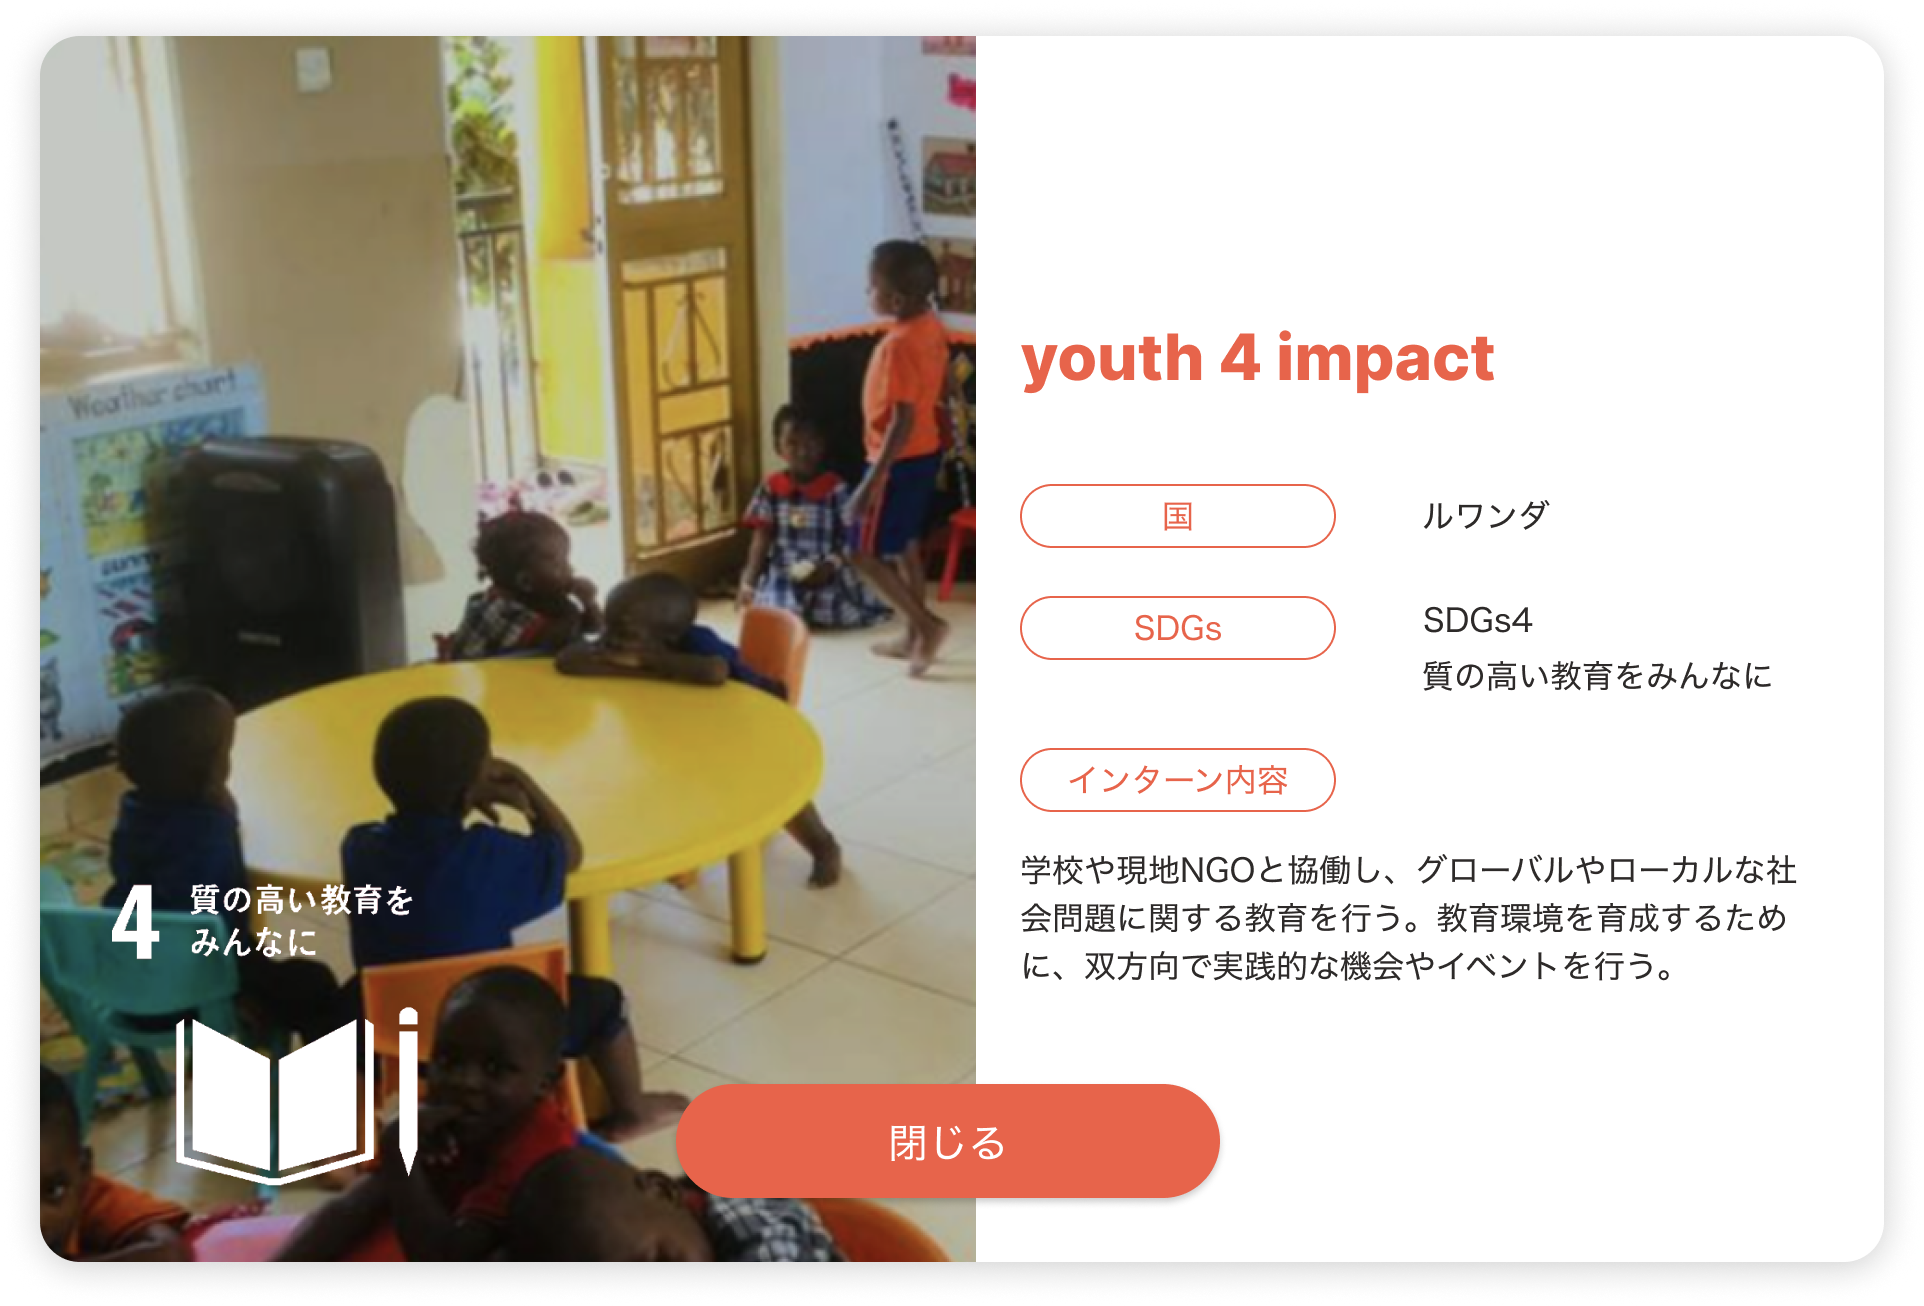 Weather chart
SUNNY
4 質の高い教育を
みんなに
youth 4 impact
国
ルワンダ
SDGs
SDGs4
質の高い教育をみんなに
インターン内容
学校や現地NGOと協働し、グローバルやローカルな社
会問題に関する教育を行う。教育環境を育成するため
に、双方向で実践的な機会やイベントを行う。
閉じる